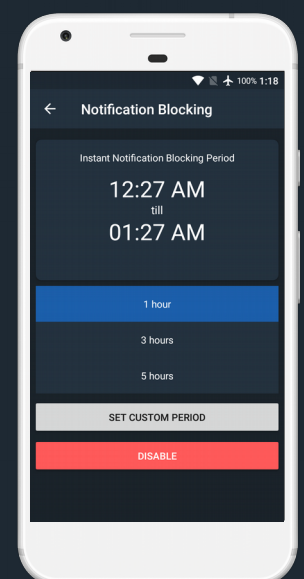 100% 1:18
Notification Blocking
Instant Notification Blocking Period
12:27 AM
till
01:27 AM
1 hour
3 hours
5 hours
SET CUSTOM PERIOD
DISABLE